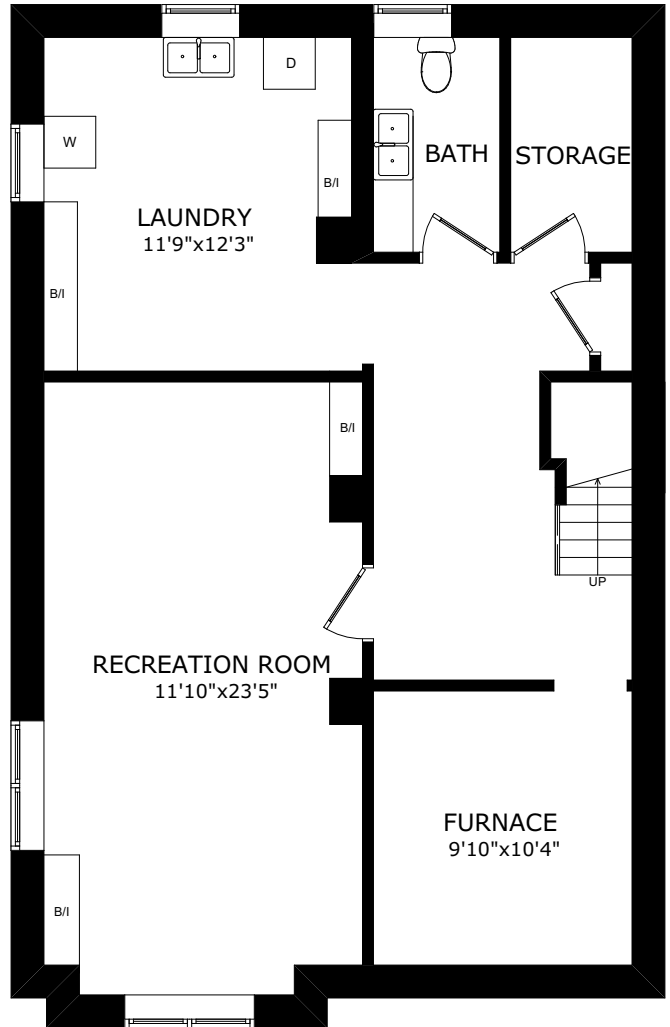 D
W
BATH
STORAGE
B/I
LAUNDRY
11'9"x12'3"
B/I
B/I
UP
RECREATION ROOM
11'10"x23'5"
FURNACE
9'10"x10'4"
B/I